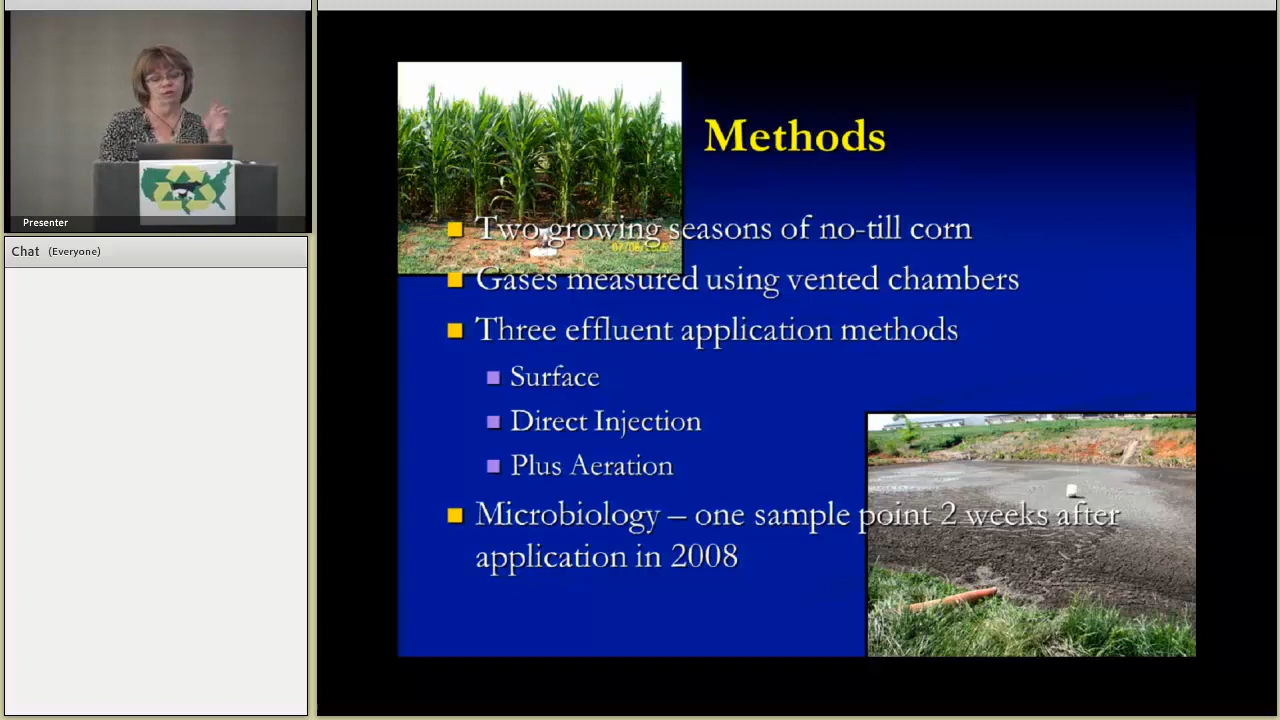 Presenter
Chat (Everyone)
Methods
Two growing seasons of no-till corn
Gases measured using vented chambers
Three effluent application methods
Surface
Direct Injection
Plus Aeration
Microbiology – one sample point 2 weeks after
application in 2008